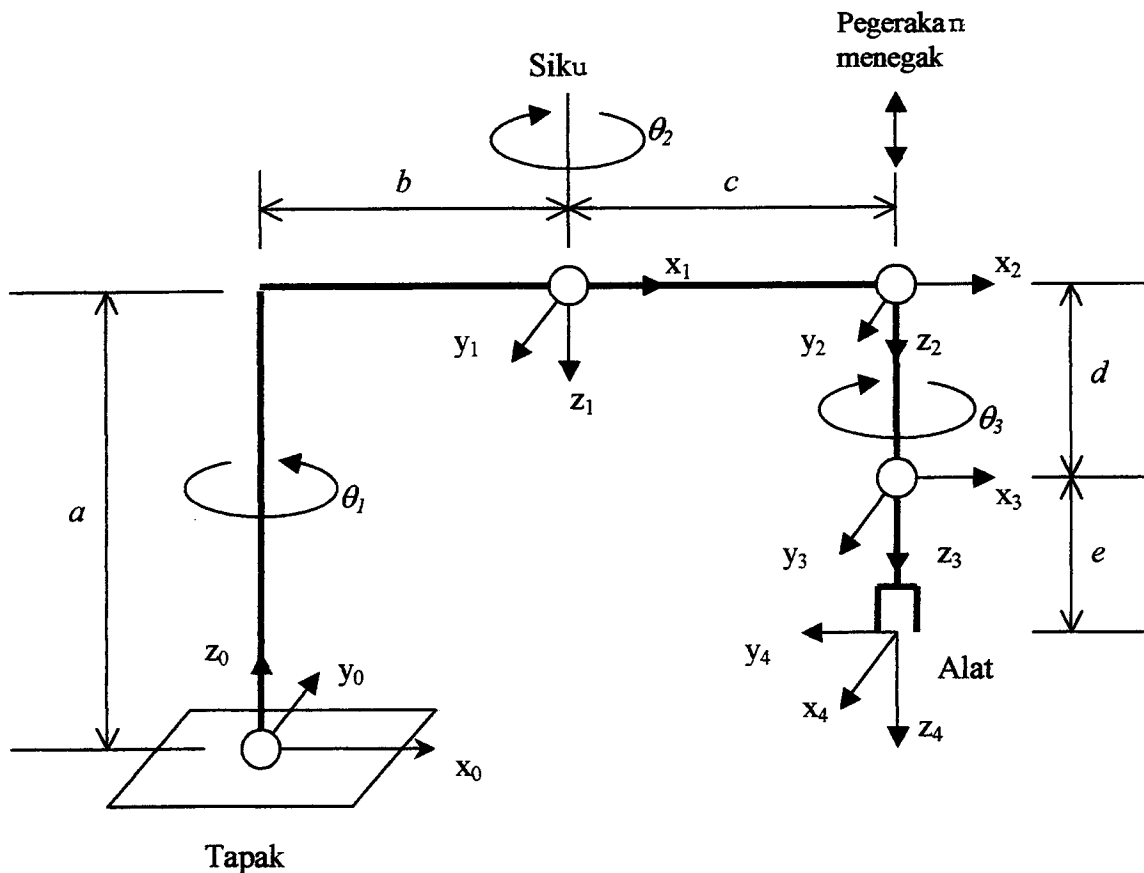 Pegerakan
menegak
Siku
θ₂
b
c
x₁
x₂
y₁
z₁
y₂
z₂
d
θ₃
a
θ₁
x₃
y₃
z₃
e
z₀
y₀
y₄
Alat
x₄
z₄
x₀
Tapak